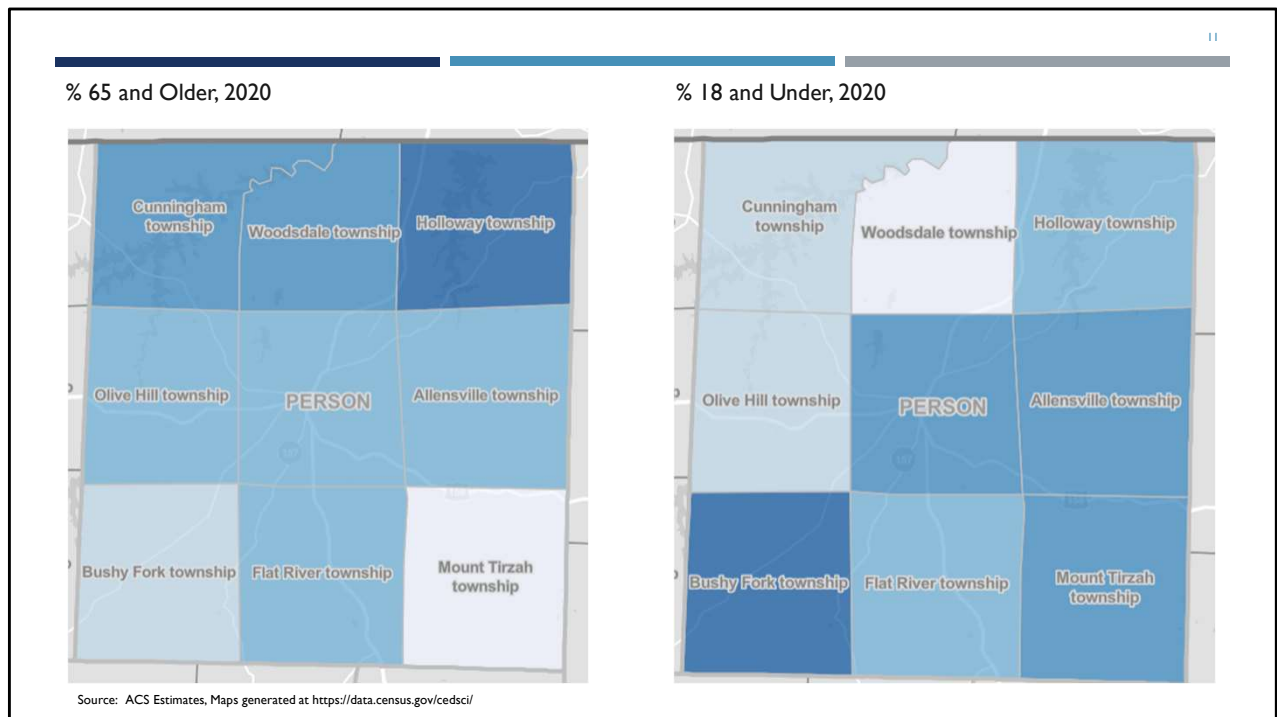 11
% 65 and Older, 2020
% 18 and Under, 2020
Cunningham
township
Woodsdale township
Holloway township
Olive Hill township
PERSON
Allensville township
Bushy Fork township
Flat River township
Mount Tirzah
township
Cunningham
township
Woodsdale township
Holloway township
Olive Hill township
PERSON
Allensville township
Bushy Fork township
Flat River township
Mount Tirzah
township
Source: ACS Estimates, Maps generated at https://data.census.gov/cedsci/